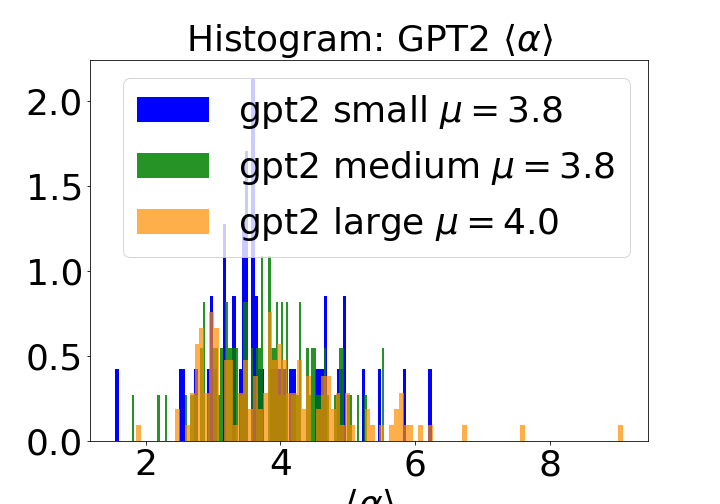 Histogram: GPT2 ⟨α⟩
gpt2 small μ = 3.8
gpt2 medium μ = 3.8
gpt2 large μ = 4.0
2.0
1.5
1.0
0.5
0.0
2 4 6 8
⟨α⟩